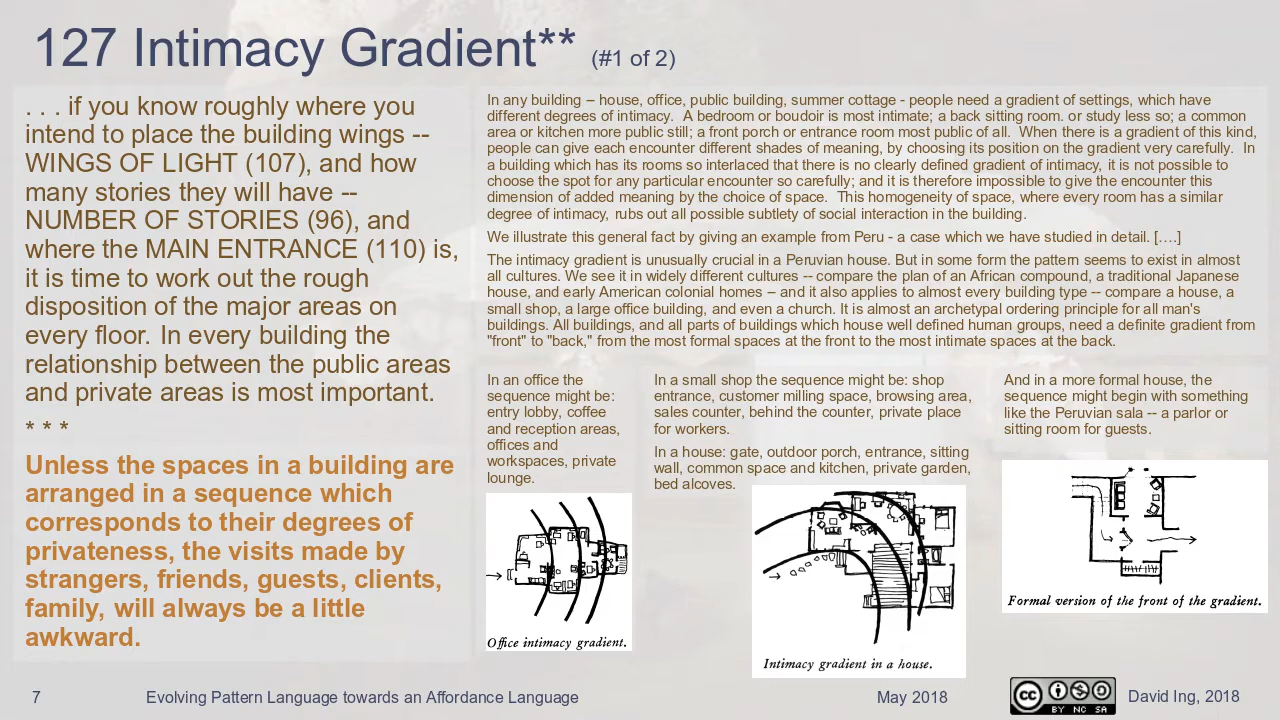 127 Intimacy Gradient** (#1 of 2)
. . . if you know roughly where you
intend to place the building wings --
WINGS OF LIGHT (107), and how
many stories they will have --
NUMBER OF STORIES (96), and
where the MAIN ENTRANCE (110) is,
it is time to work out the rough
disposition of the major areas on
every floor. In every building the
relationship between the public areas
and private areas is most important.
* * *
Unless the spaces in a building are
arranged in a sequence which
corresponds to their degrees of
privateness, the visits made by
strangers, friends, guests, clients,
family, will always be a little
awkward.
In any building – house, office, public building, summer cottage - people need a gradient of settings, which have
different degrees of intimacy.  A bedroom or boudoir is most intimate; a back sitting room. or study less so; a common
area or kitchen more public still; a front porch or entrance room most public of all.  When there is a gradient of this kind,
people can give each encounter different shades of meaning, by choosing its position on the gradient very carefully.  In
a building which has its rooms so interlaced that there is no clearly defined gradient of intimacy, it is not possible to
choose the spot for any particular encounter so carefully; and it is therefore impossible to give the encounter this
dimension of added meaning by the choice of space.  This homogeneity of space, where every room has a similar
degree of intimacy, rubs out all possible subtlety of social interaction in the building.
We illustrate this general fact by giving an example from Peru - a case which we have studied in detail. [….]
The intimacy gradient is unusually crucial in a Peruvian house. But in some form the pattern seems to exist in almost
all cultures. We see it in widely different cultures -- compare the plan of an African compound, a traditional Japanese
house, and early American colonial homes – and it also applies to almost every building type -- compare a house, a
small shop, a large office building, and even a church. It is almost an archetypal ordering principle for all man's
buildings. All buildings, and all parts of buildings which house well defined human groups, need a definite gradient from
"front" to "back," from the most formal spaces at the front to the most intimate spaces at the back.
In an office the
sequence might be:
entry lobby, coffee
and reception areas,
offices and
workspaces, private
lounge.
Office intimacy gradient.
In a small shop the sequence might be: shop
entrance, customer milling space, browsing area,
sales counter, behind the counter, private place
for workers.
In a house: gate, outdoor porch, entrance, sitting
wall, common space and kitchen, private garden,
bed alcoves.
Intimacy gradient in a house.
And in a more formal house, the
sequence might begin with something
like the Peruvian sala -- a parlor or
sitting room for guests.
Formal version of the front of the gradient.
7
Evolving Pattern Language towards an Affordance Language
May 2018
cc BY NC SA
David Ing, 2018